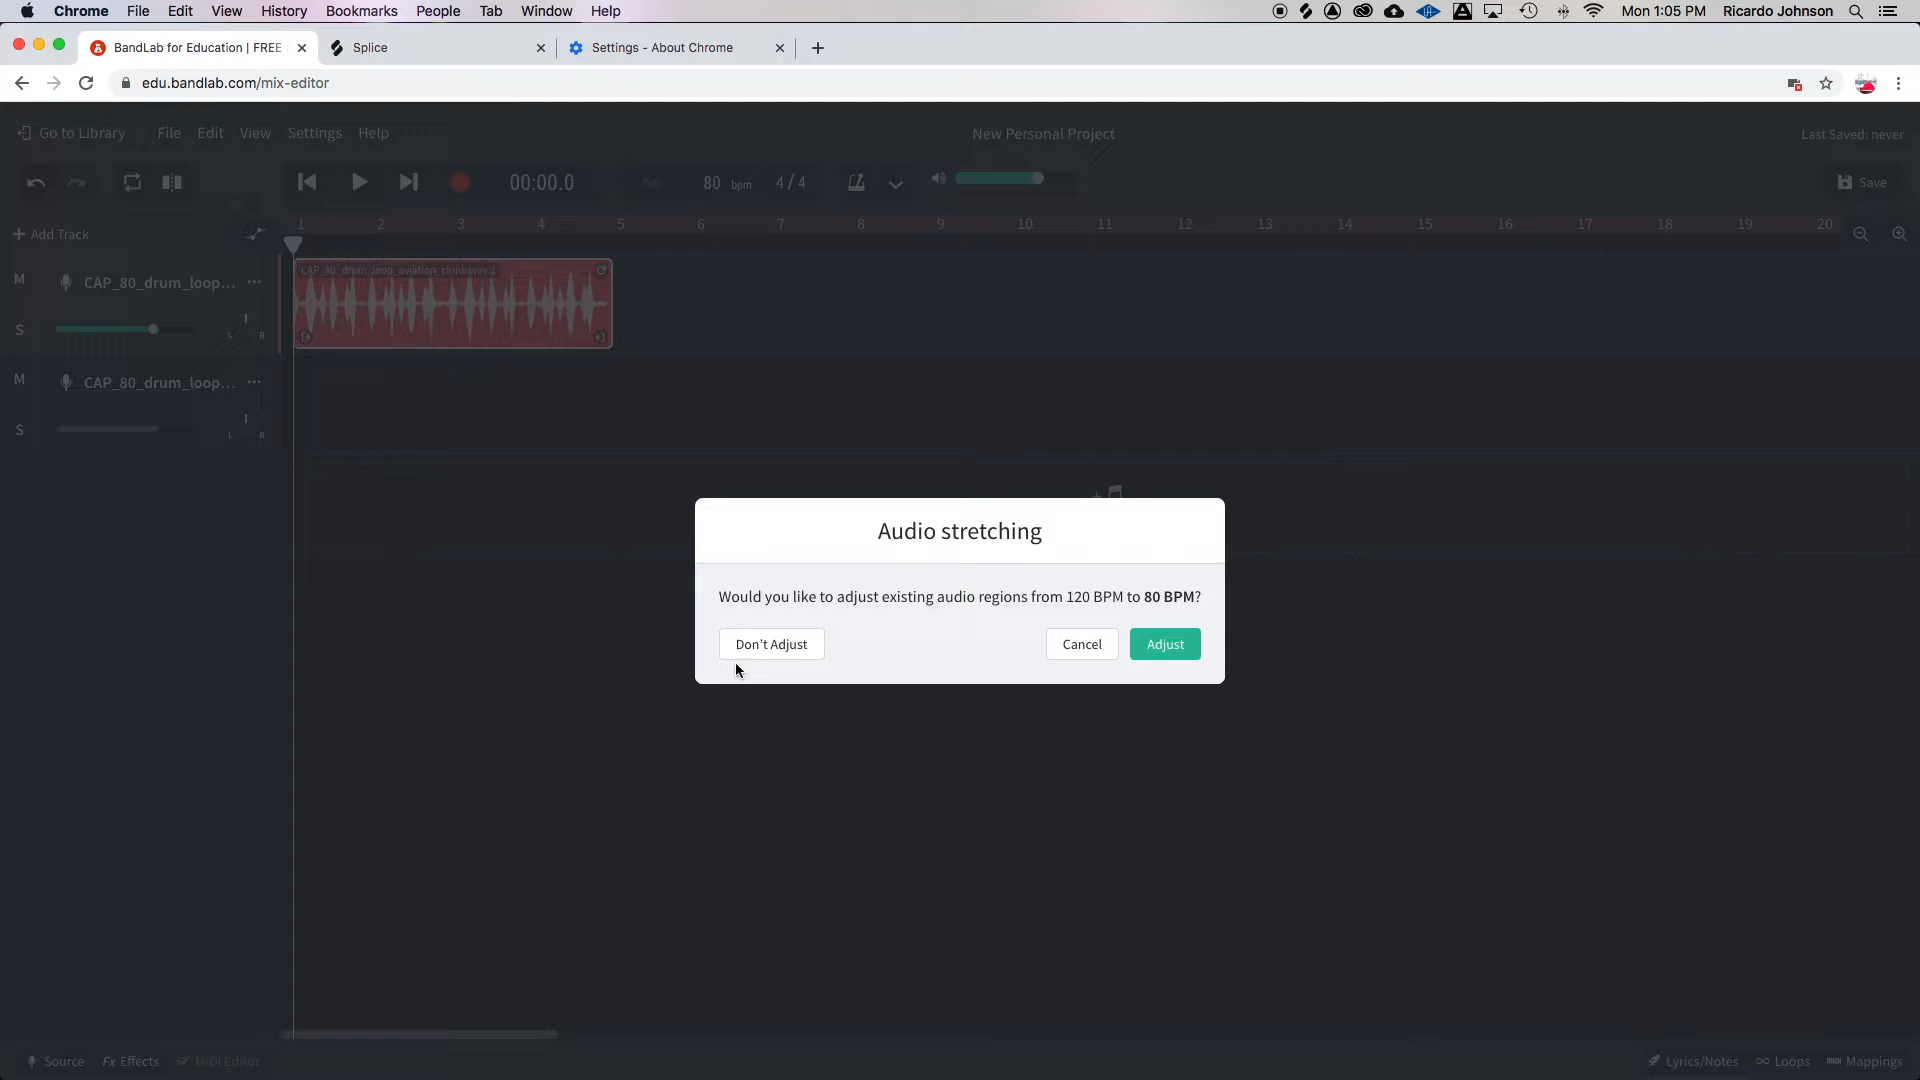 Chrome File Edit View History Bookmarks People Tab Window Help Mon 1:05 PM Ricardo Johnson
BandLab for Education | FREE Splice Settings - About Chrome
edu.bandlab.com/mix-editor
Go to Library File Edit View Settings Help New Personal Project Last Saved: never
00:00.0 Key 80 bpm 4 / 4 Save
1 2 3 4 5 6 7 8 9 10 11 12 13 14 15 16 17 18 19 20
+ Add Track
CAP_80_drum_loop_aviation_clink.wav
M CAP_80_drum_loop... ...
S L R
M CAP_80_drum_loop... ...
S L R
Audio stretching
Would you like to adjust existing audio regions from 120 BPM to 80 BPM?
Don't Adjust Cancel Adjust
Source Fx Effects MIDI Editor Lyrics/Notes Loops MIDI Mappings